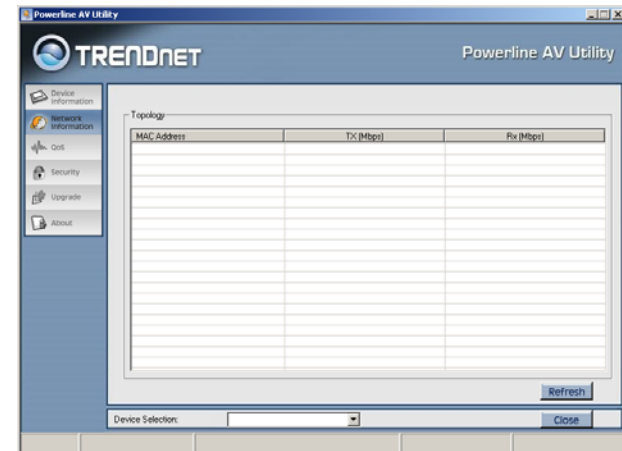 Powerline AV Utility
TRENDNET
Powerline AV Utility
Device Information
Network Information
QoS
Security
Upgrade
About
Topology
MAC Address TX (Mbps) Rx (Mbps)
Refresh
Device Selection:
Close